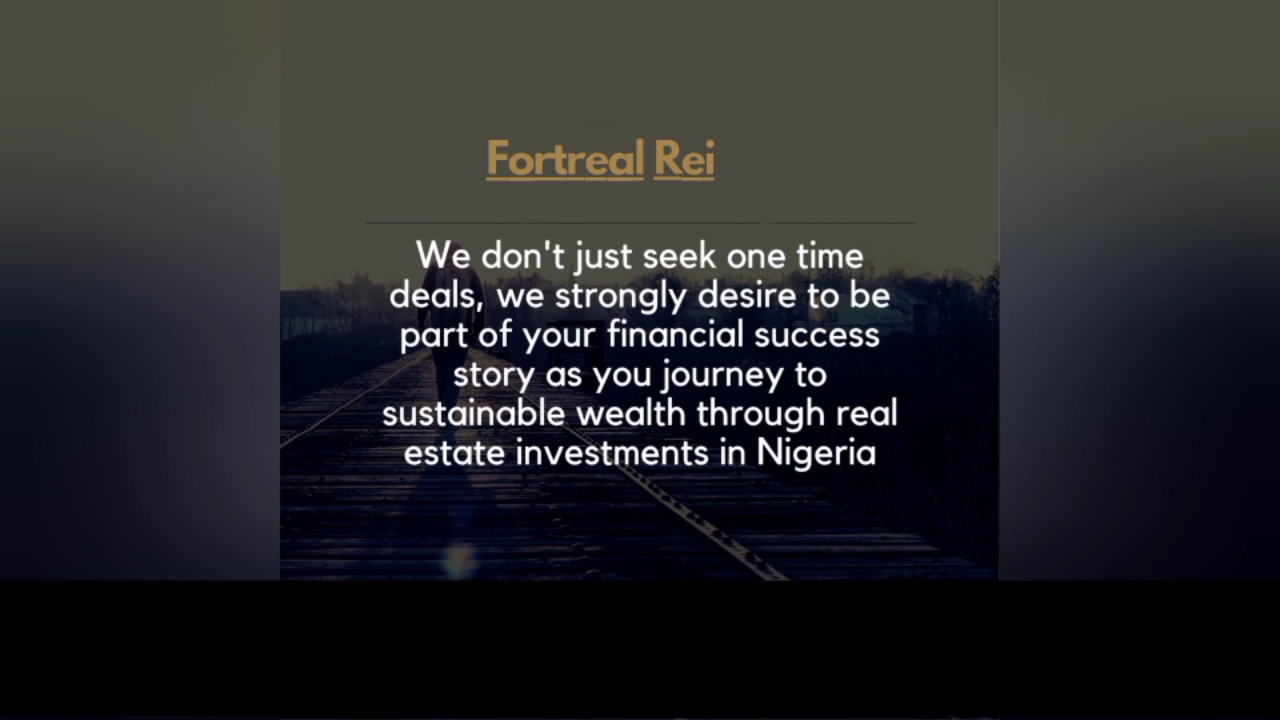 Fortreal Rei
We don't just seek one time
deals, we strongly desire to be
part of your financial success
story as you journey to
sustainable wealth through real
estate investments in Nigeria